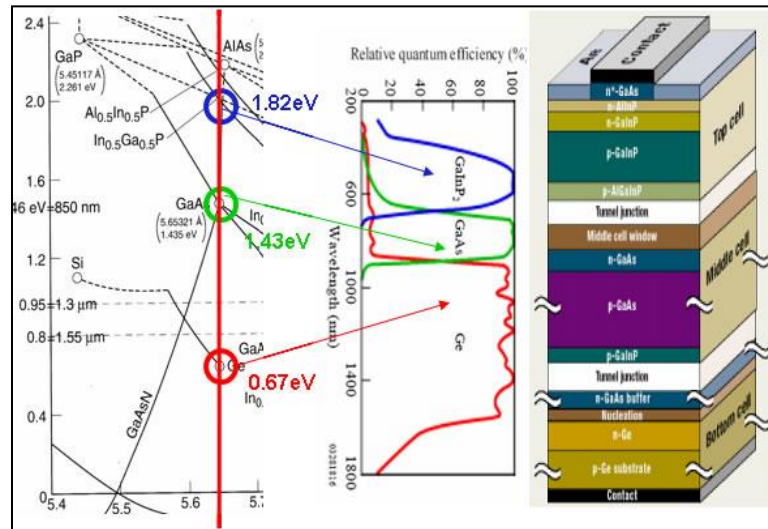 2.4
2.0
1.6
1.2
0.4
0
5.4
5.5
5.6
GaP
(5.45117 Å)
2.261 eV
AlAs
Al0.5In0.5P
In0.5Ga0.5P
1.82eV
46 eV=850 nm
GaA
(5.65321 Å)
1.435 eV
1.43eV
Si
0.95=1.3 µm
0.8=1.55 µm
GaA
Ge
0.67eV
GaAsN
Relative quantum efficiency (%)
0
20
40
60
80
100
200
600
1000
1400
1800
Wavelength (nm)
GaInP2
GaAs
Ge
03281816
Air
Contact
n+-GaAs
n-AlInP
n-GaInP
p-GaInP
p-AlGaInP
Tunnel junction
Middle cell window
n-GaAs
p-GaAs
p-GaInP
Tunnel junction
n-GaAs buffer
Nucleation
n-Ge
p-Ge substrate
Contact
Top cell
Middle cell
Bottom cell